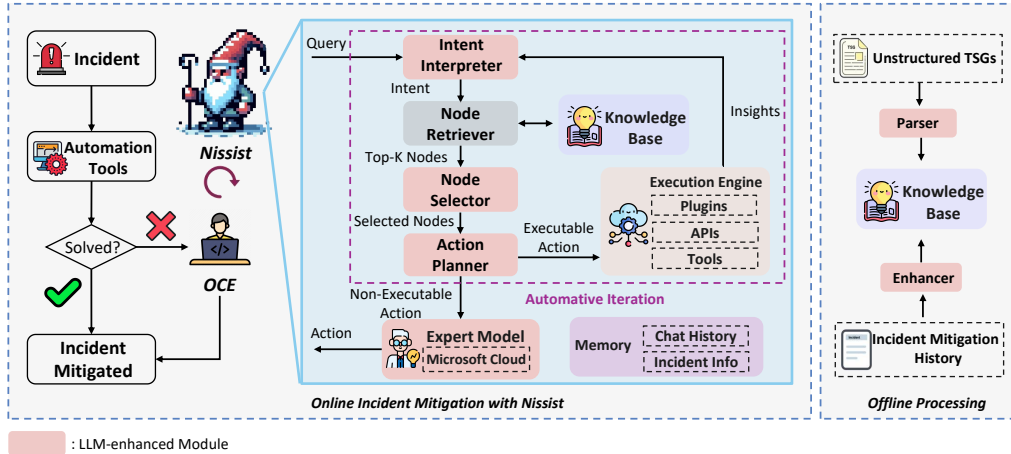 Incident
Automation
Tools
Solved?
Incident
Mitigated
Nissist
</>
OCE
Query
Intent
Interpreter
Intent
Node
Retriever
Knowledge
Base
Top-K Nodes
Node
Selector
Selected Nodes
Action
Planner
Executable
Action
Insights
Execution Engine
Plugins
APIs
Tools
Automative Iteration
Non-Executable
Action
Action
Expert Model
Microsoft Cloud
Memory
Chat History
Incident Info
Online Incident Mitigation with Nissist
TSG
Unstructured TSGs
Parser
Knowledge
Base
Enhancer
Incident
Incident Mitigation
History
Offline Processing
: LLM-enhanced Module